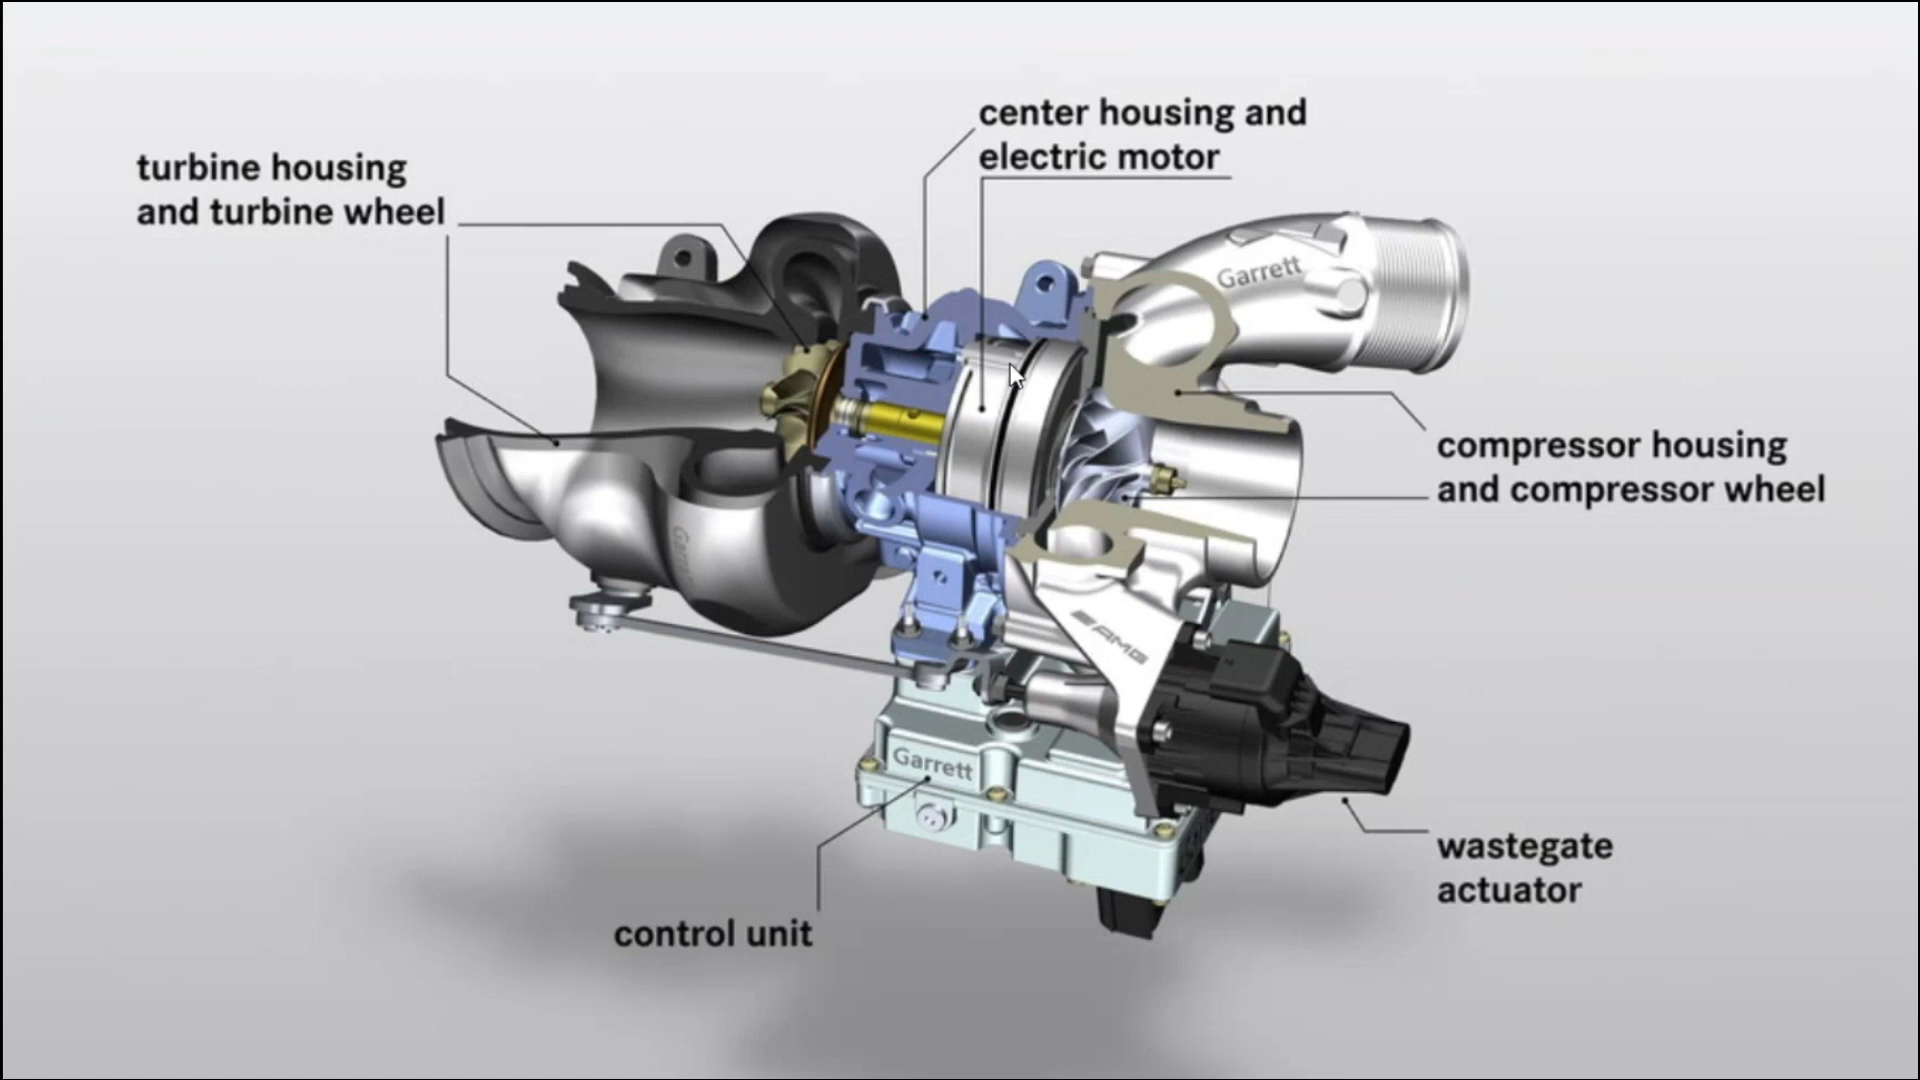 center housing and
electric motor
turbine housing
and turbine wheel
Garrett
compressor housing
and compressor wheel
AMG
Garrett
wastegate
actuator
control unit